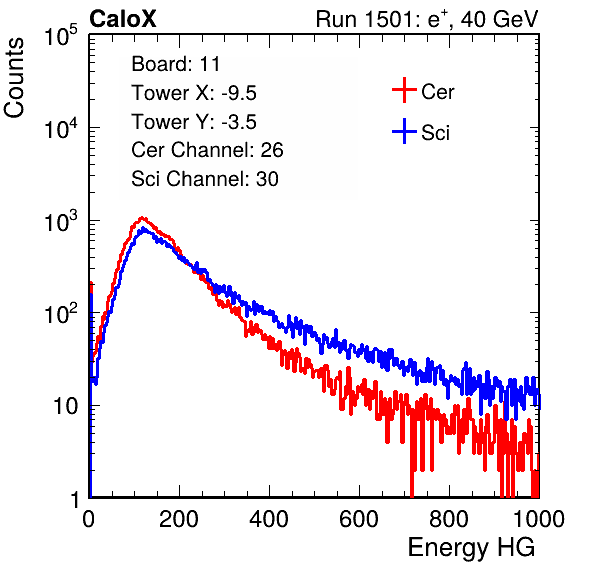 CaloX Run 1501: e⁺, 40 GeV
Counts
Board: 11
Tower X: -9.5
Tower Y: -3.5
Cer Channel: 26
Sci Channel: 30
Cer
Sci
10⁵
10⁴
10³
10²
10
1
0 200 400 600 800 1000
Energy HG